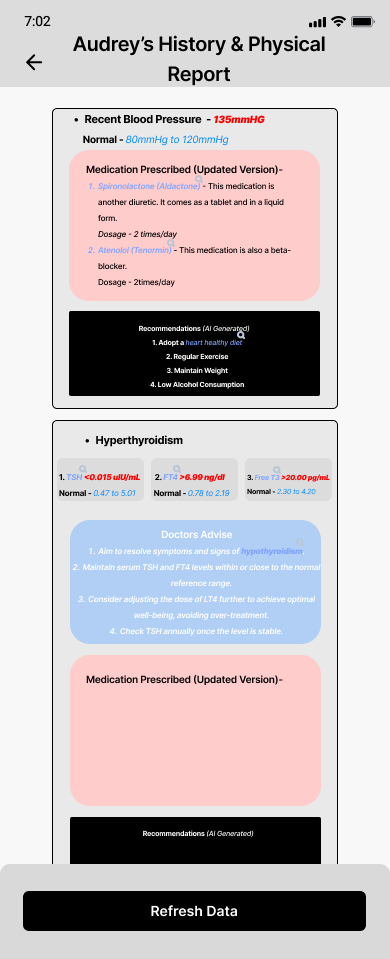 7:02
Audrey’s History & Physical
Report
• Recent Blood Pressure - 135mmHG
Normal - 80mmHg to 120mmHg
Medication Prescribed (Updated Version)-
1. Spironolactone (Aldactone) - This medication is
another diuretic. It comes as a tablet and in a liquid
form.
Dosage - 2 times/day
2. Atenolol (Tenormin) - This medication is also a beta-
blocker.
Dosage - 2times/day
Recommendations (AI Generated)
1. Adopt a heart healthy diet
2. Regular Exercise
3. Maintain Weight
4. Low Alcohol Consumption
• Hyperthyroidism
1. TSH <0.015 uIU/mL
Normal - 0.47 to 5.01
2. FT4 >6.99 ng/dl
Normal - 0.78 to 2.19
3. Free T3 >20.00 pg/mL
Normal - 2.30 to 4.20
Doctors Advise
1. Aim to resolve symptoms and signs of hypothyroidism.
2. Maintain serum TSH and FT4 levels within or close to the normal
reference range.
3. Consider adjusting the dose of LT4 further to achieve optimal
well-being, avoiding over-treatment.
4. Check TSH annually once the level is stable.
Medication Prescribed (Updated Version)-
Recommendations (AI Generated)
Refresh Data